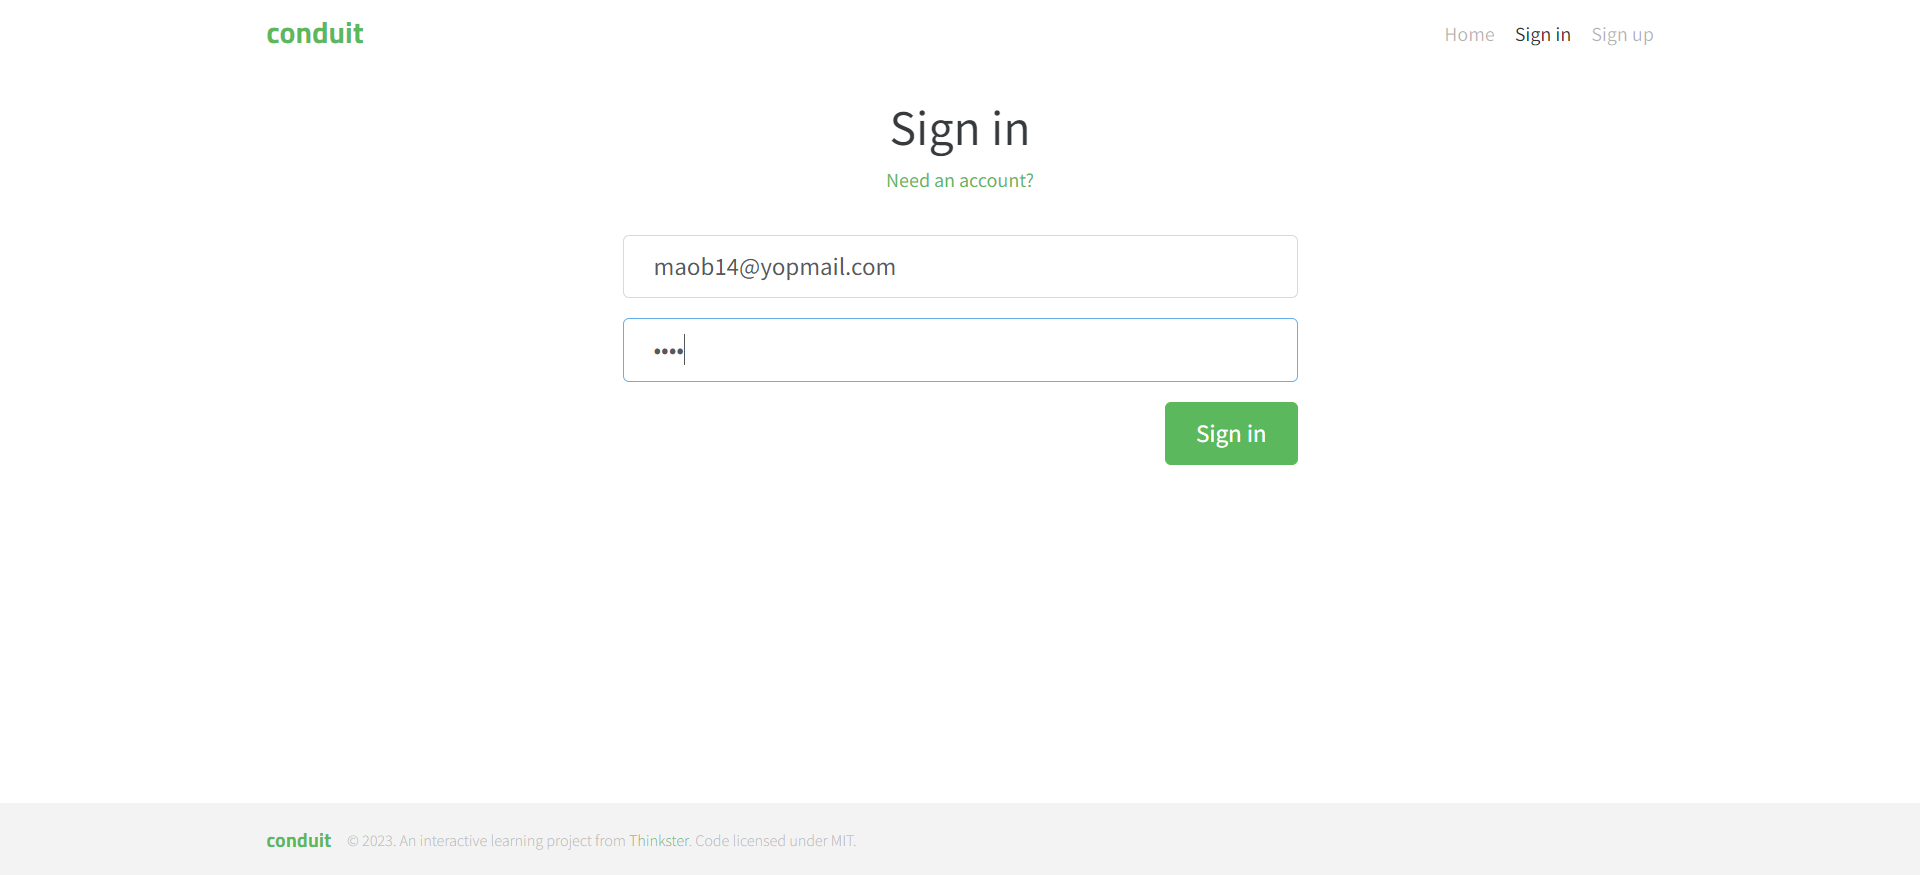 conduit
Home Sign in Sign up
Sign in
Need an account?
maob14@yopmail.com
••••
Sign in
conduit © 2023. An interactive learning project from Thinkster. Code licensed under MIT.